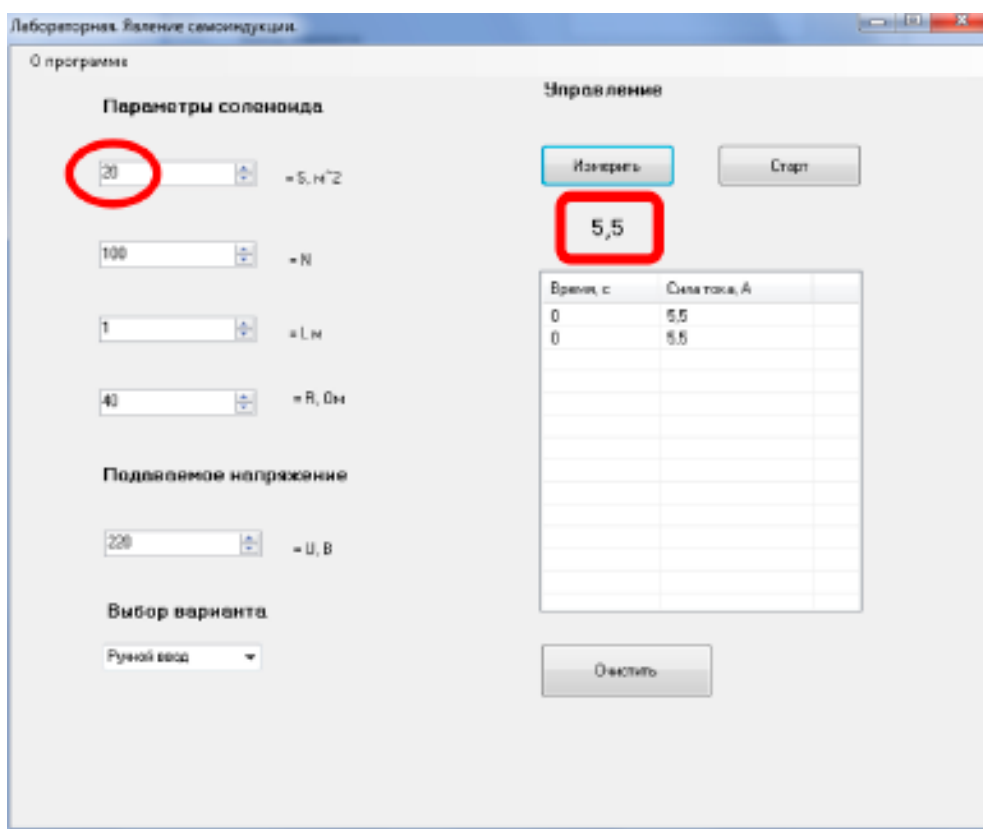 Лабораторная. Явление самоиндукции.
О программе
Параметры соленоида
20
= S, м^2
100
= N
1
= L м
40
= R, Ом
Подаваемое напряжение
220
= U, В
Выбор варианта
Ручной ввод
Управление
Измерить
Старт
5,5
Время, с Сила тока, А
0 5,5
0 5,5
Очистить